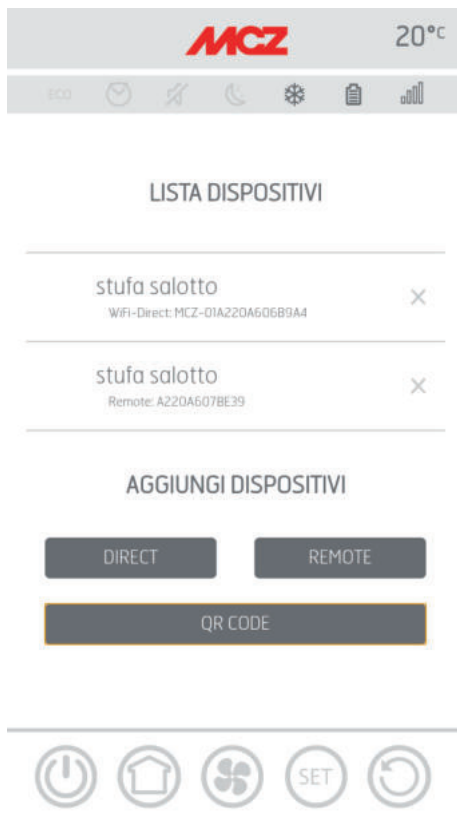 MCZ
20°C
ECO
LISTA DISPOSITIVI
stufa salotto
WiFi-Direct: MCZ-01A220A606B9A4
stufa salotto
Remote: A220A607BE39
AGGIUNGI DISPOSITIVI
DIRECT REMOTE
QR CODE
SET